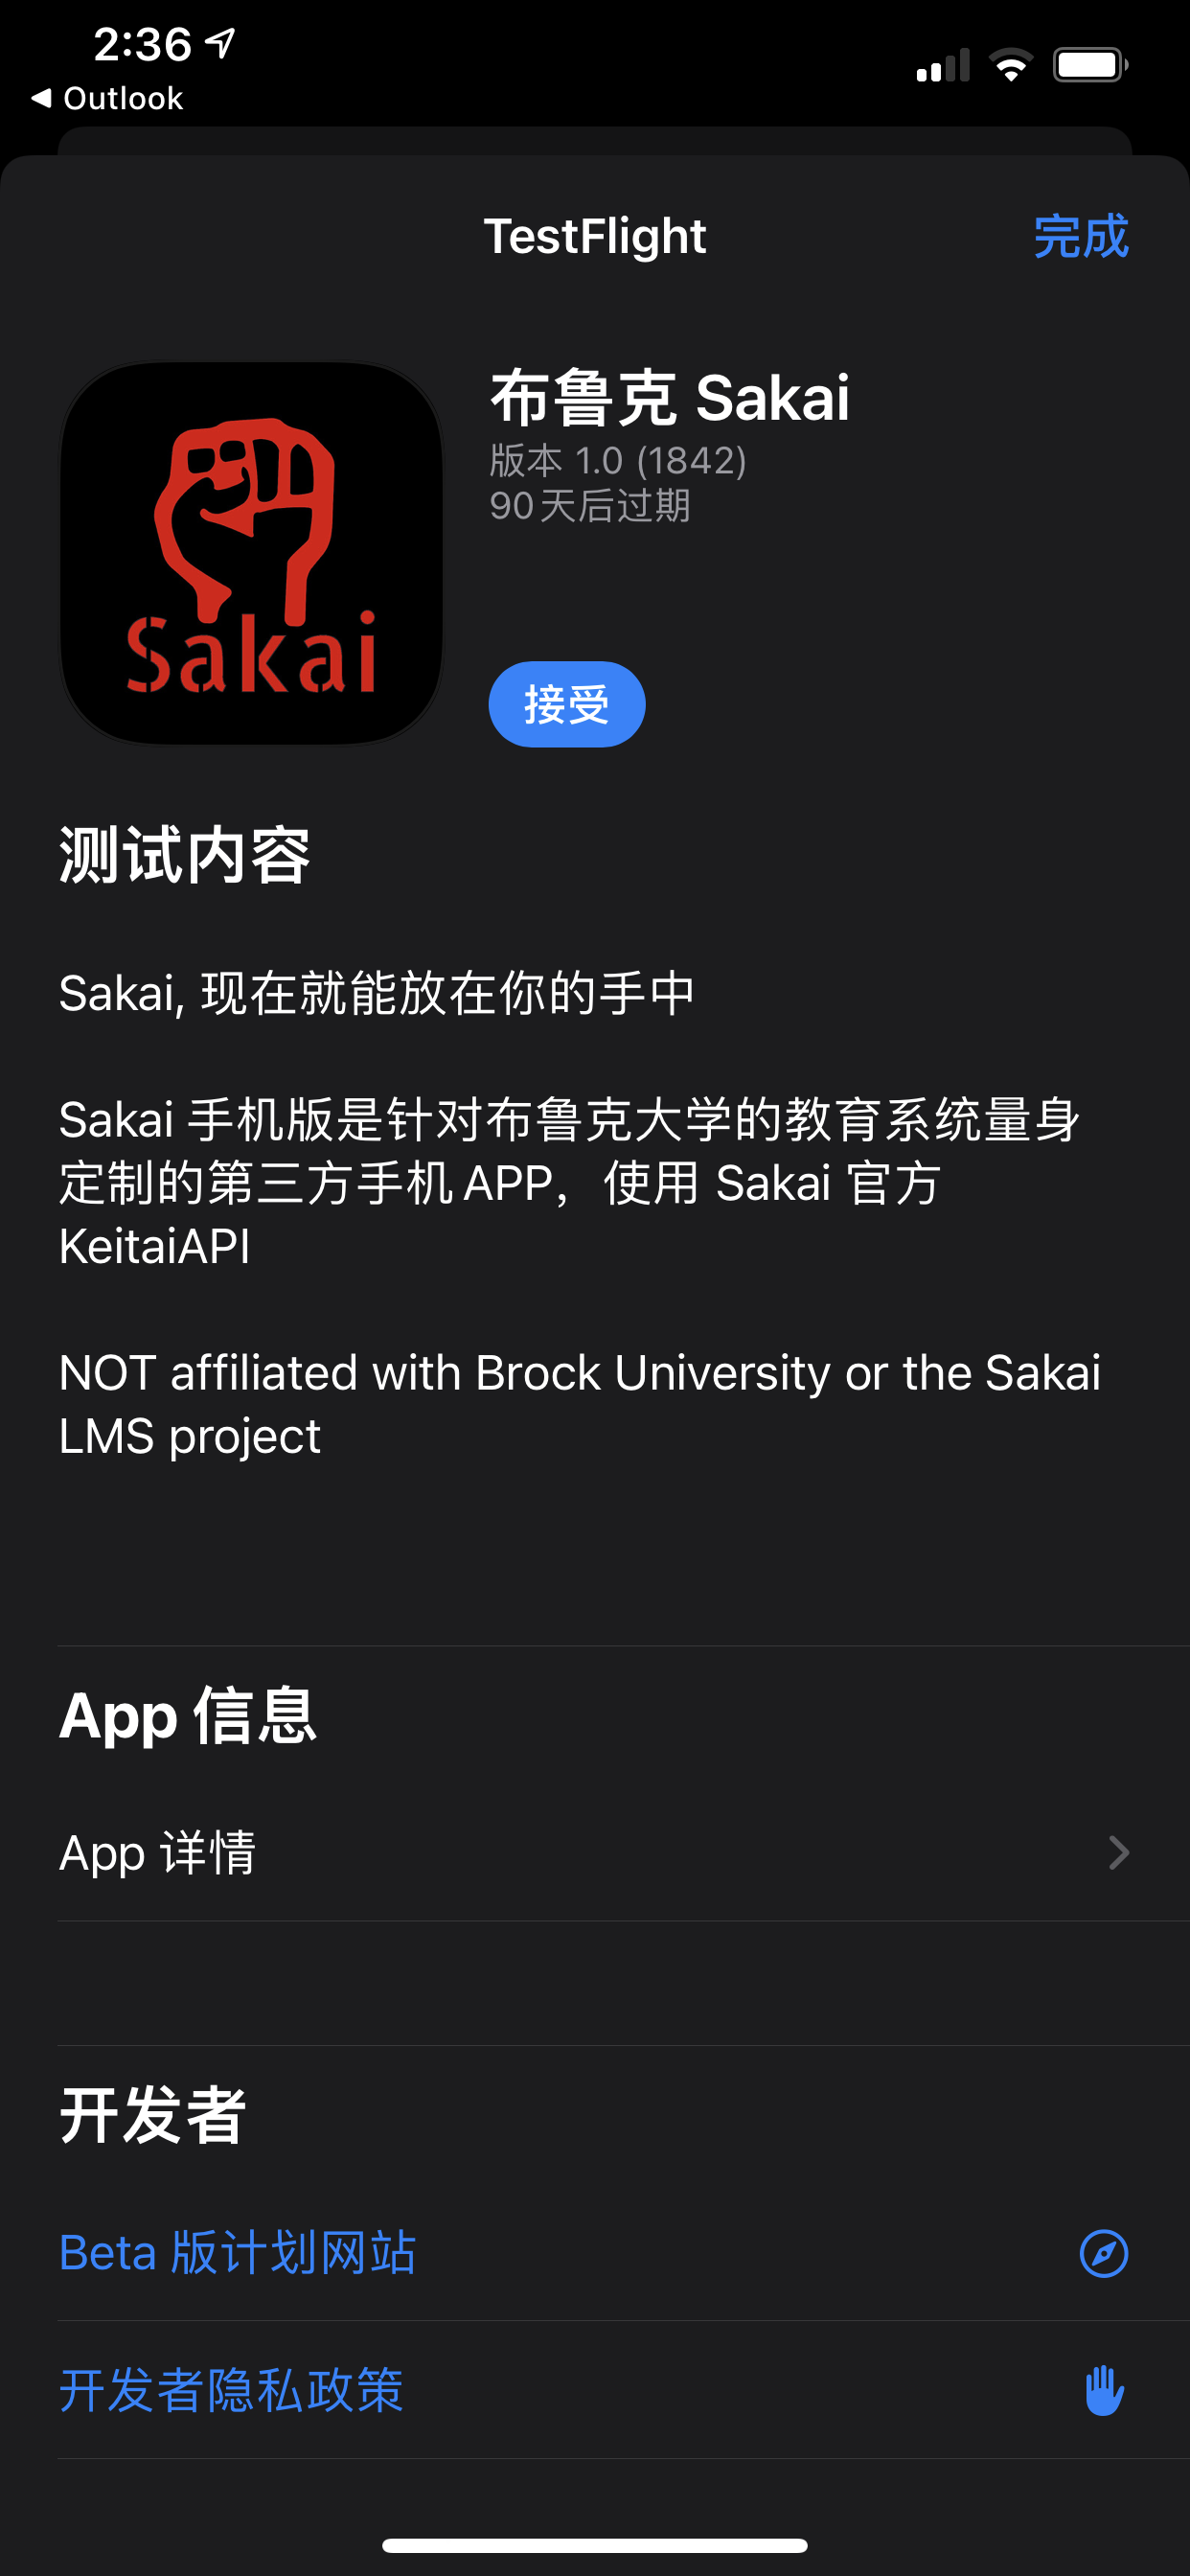 2:36
Outlook
TestFlight
完成
布鲁克 Sakai
版本 1.0 (1842)
90 天后过期
Sakai
接受
测试内容
Sakai, 现在就能放在你的手中
Sakai 手机版是针对布鲁克大学的教育系统量身
定制的第三方手机 APP，使用 Sakai 官方
KeitaiAPI
NOT affiliated with Brock University or the Sakai
LMS project
App 信息
App 详情
开发者
Beta 版计划网站
开发者隐私政策